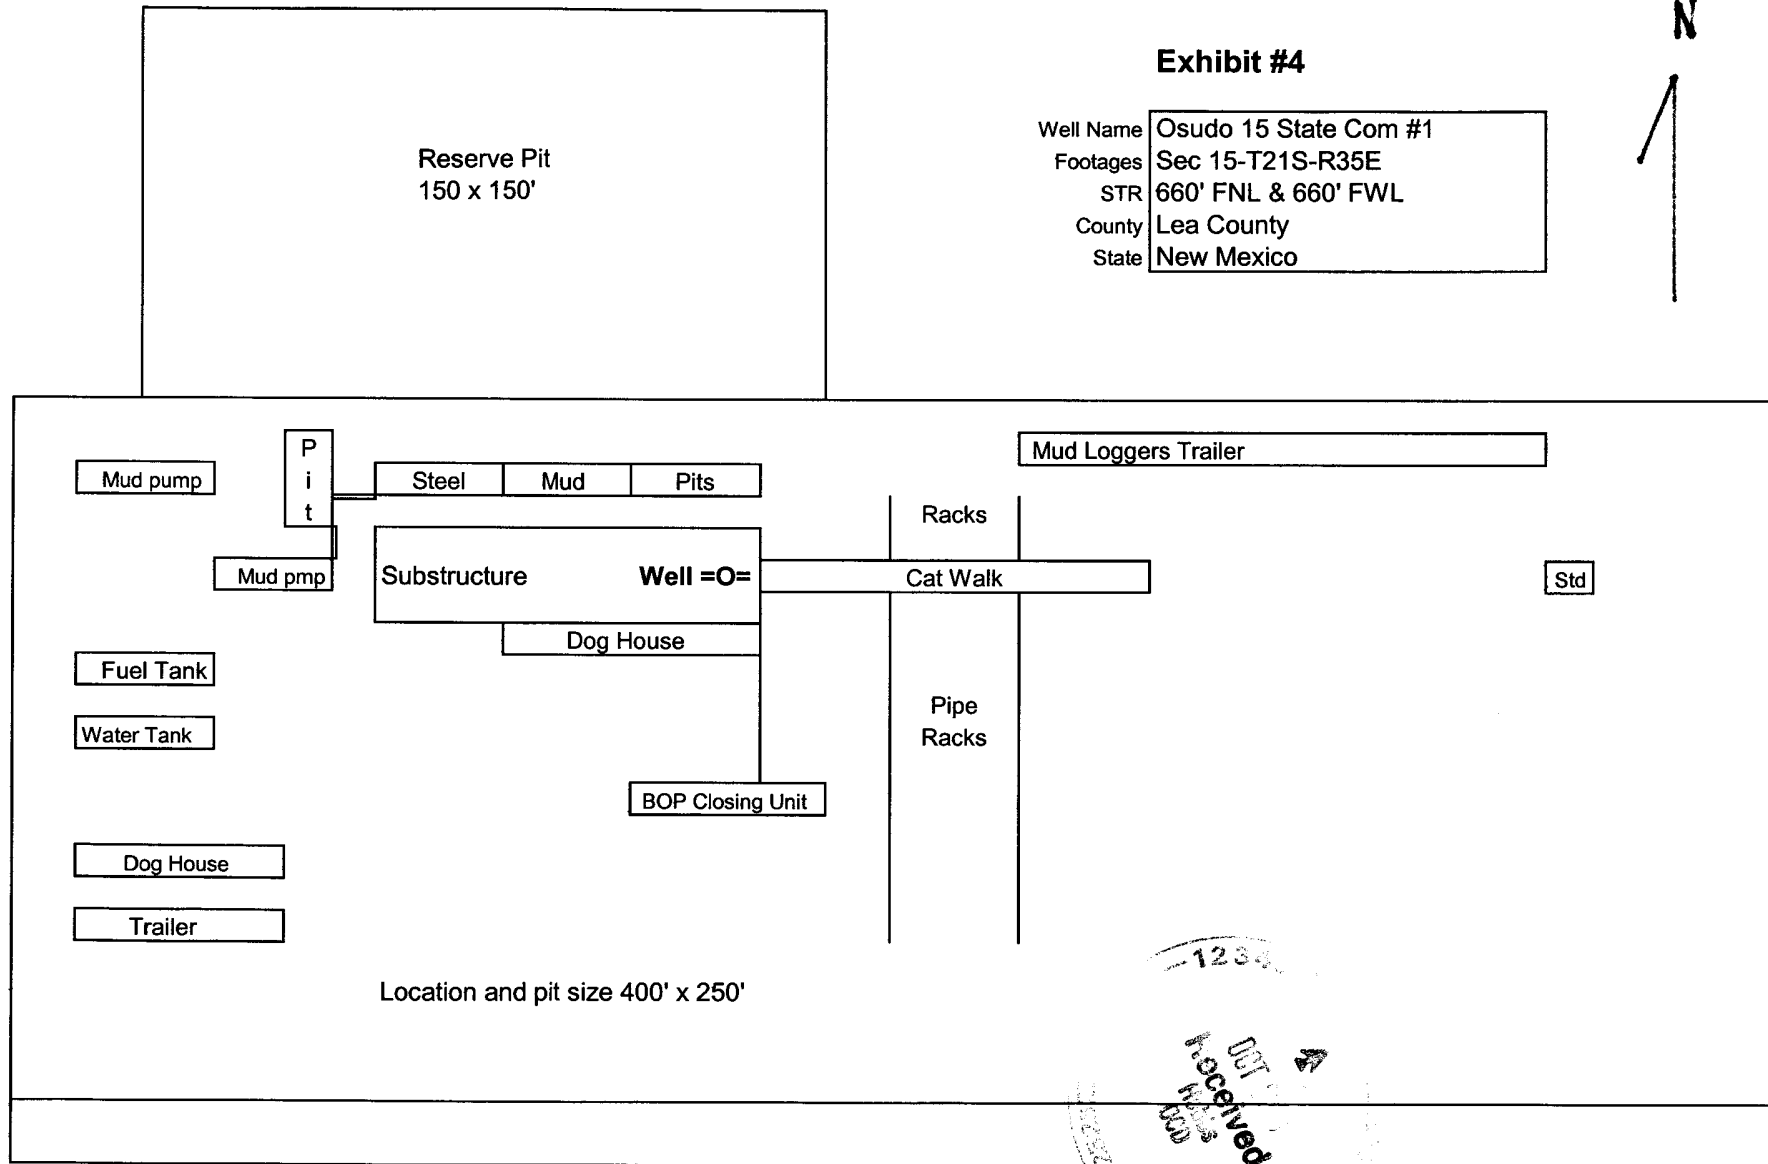 N
Exhibit #4
Reserve Pit
150 x 150'
Well Name Osudo 15 State Com #1
Footages Sec 15-T21S-R35E
STR 660' FNL & 660' FWL
County Lea County
State New Mexico
Mud pump
P
i
t
Steel Mud Pits
Mud Loggers Trailer
Racks
Mud pmp
Substructure Well =O=
Cat Walk
Std
Dog House
Fuel Tank
Water Tank
Pipe
Racks
BOP Closing Unit
Dog House
Trailer
Location and pit size 400' x 250'
1234
OCT
Received
OCD